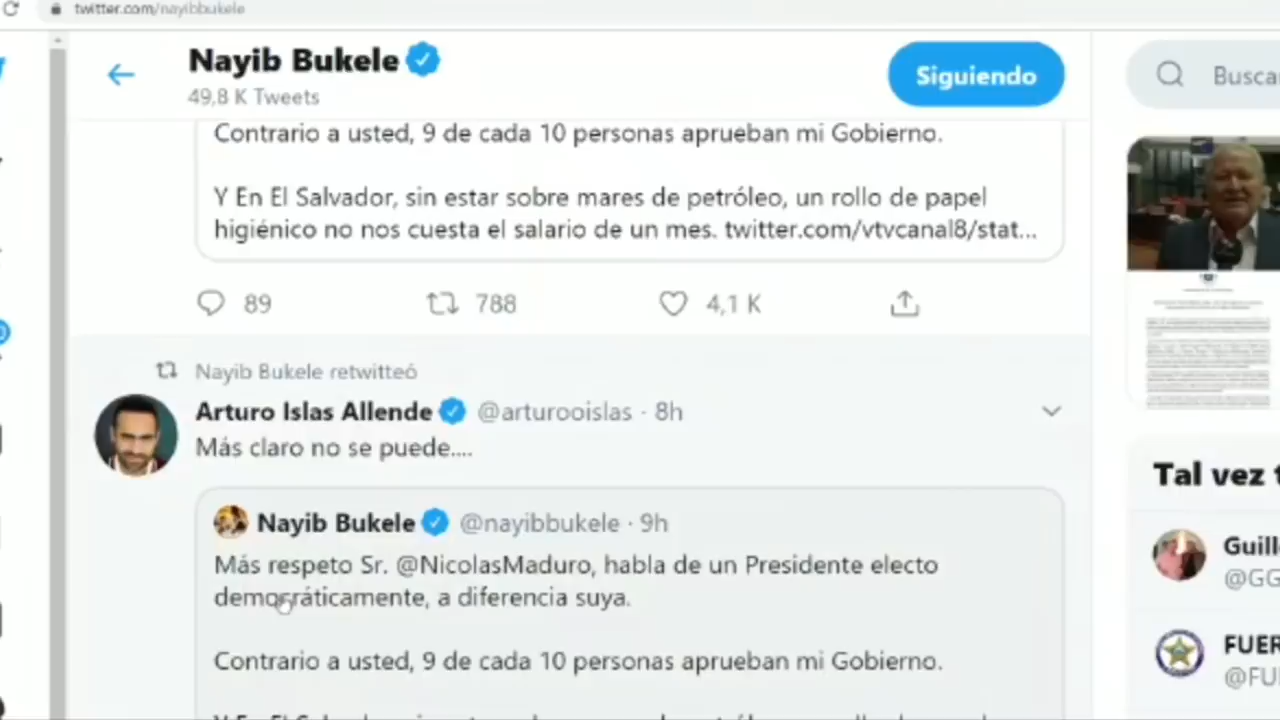 twitter.com/nayibbukele
Nayib Bukele
49,8 K Tweets
Siguiendo
Contrario a usted, 9 de cada 10 personas aprueban mi Gobierno.
Y En El Salvador, sin estar sobre mares de petróleo, un rollo de papel
higiénico no nos cuesta el salario de un mes. twitter.com/vtvcanal8/stat...
89
788
4,1 K
Nayib Bukele retwitteó
Arturo Islas Allende @arturooislas · 8h
Más claro no se puede....
Nayib Bukele @nayibbukele · 9h
Más respeto Sr. @NicolasMaduro, habla de un Presidente electo
democráticamente, a diferencia suya.
Contrario a usted, 9 de cada 10 personas aprueban mi Gobierno.
Busca
Tal vez t
Guill
@GG
FUER
@FU